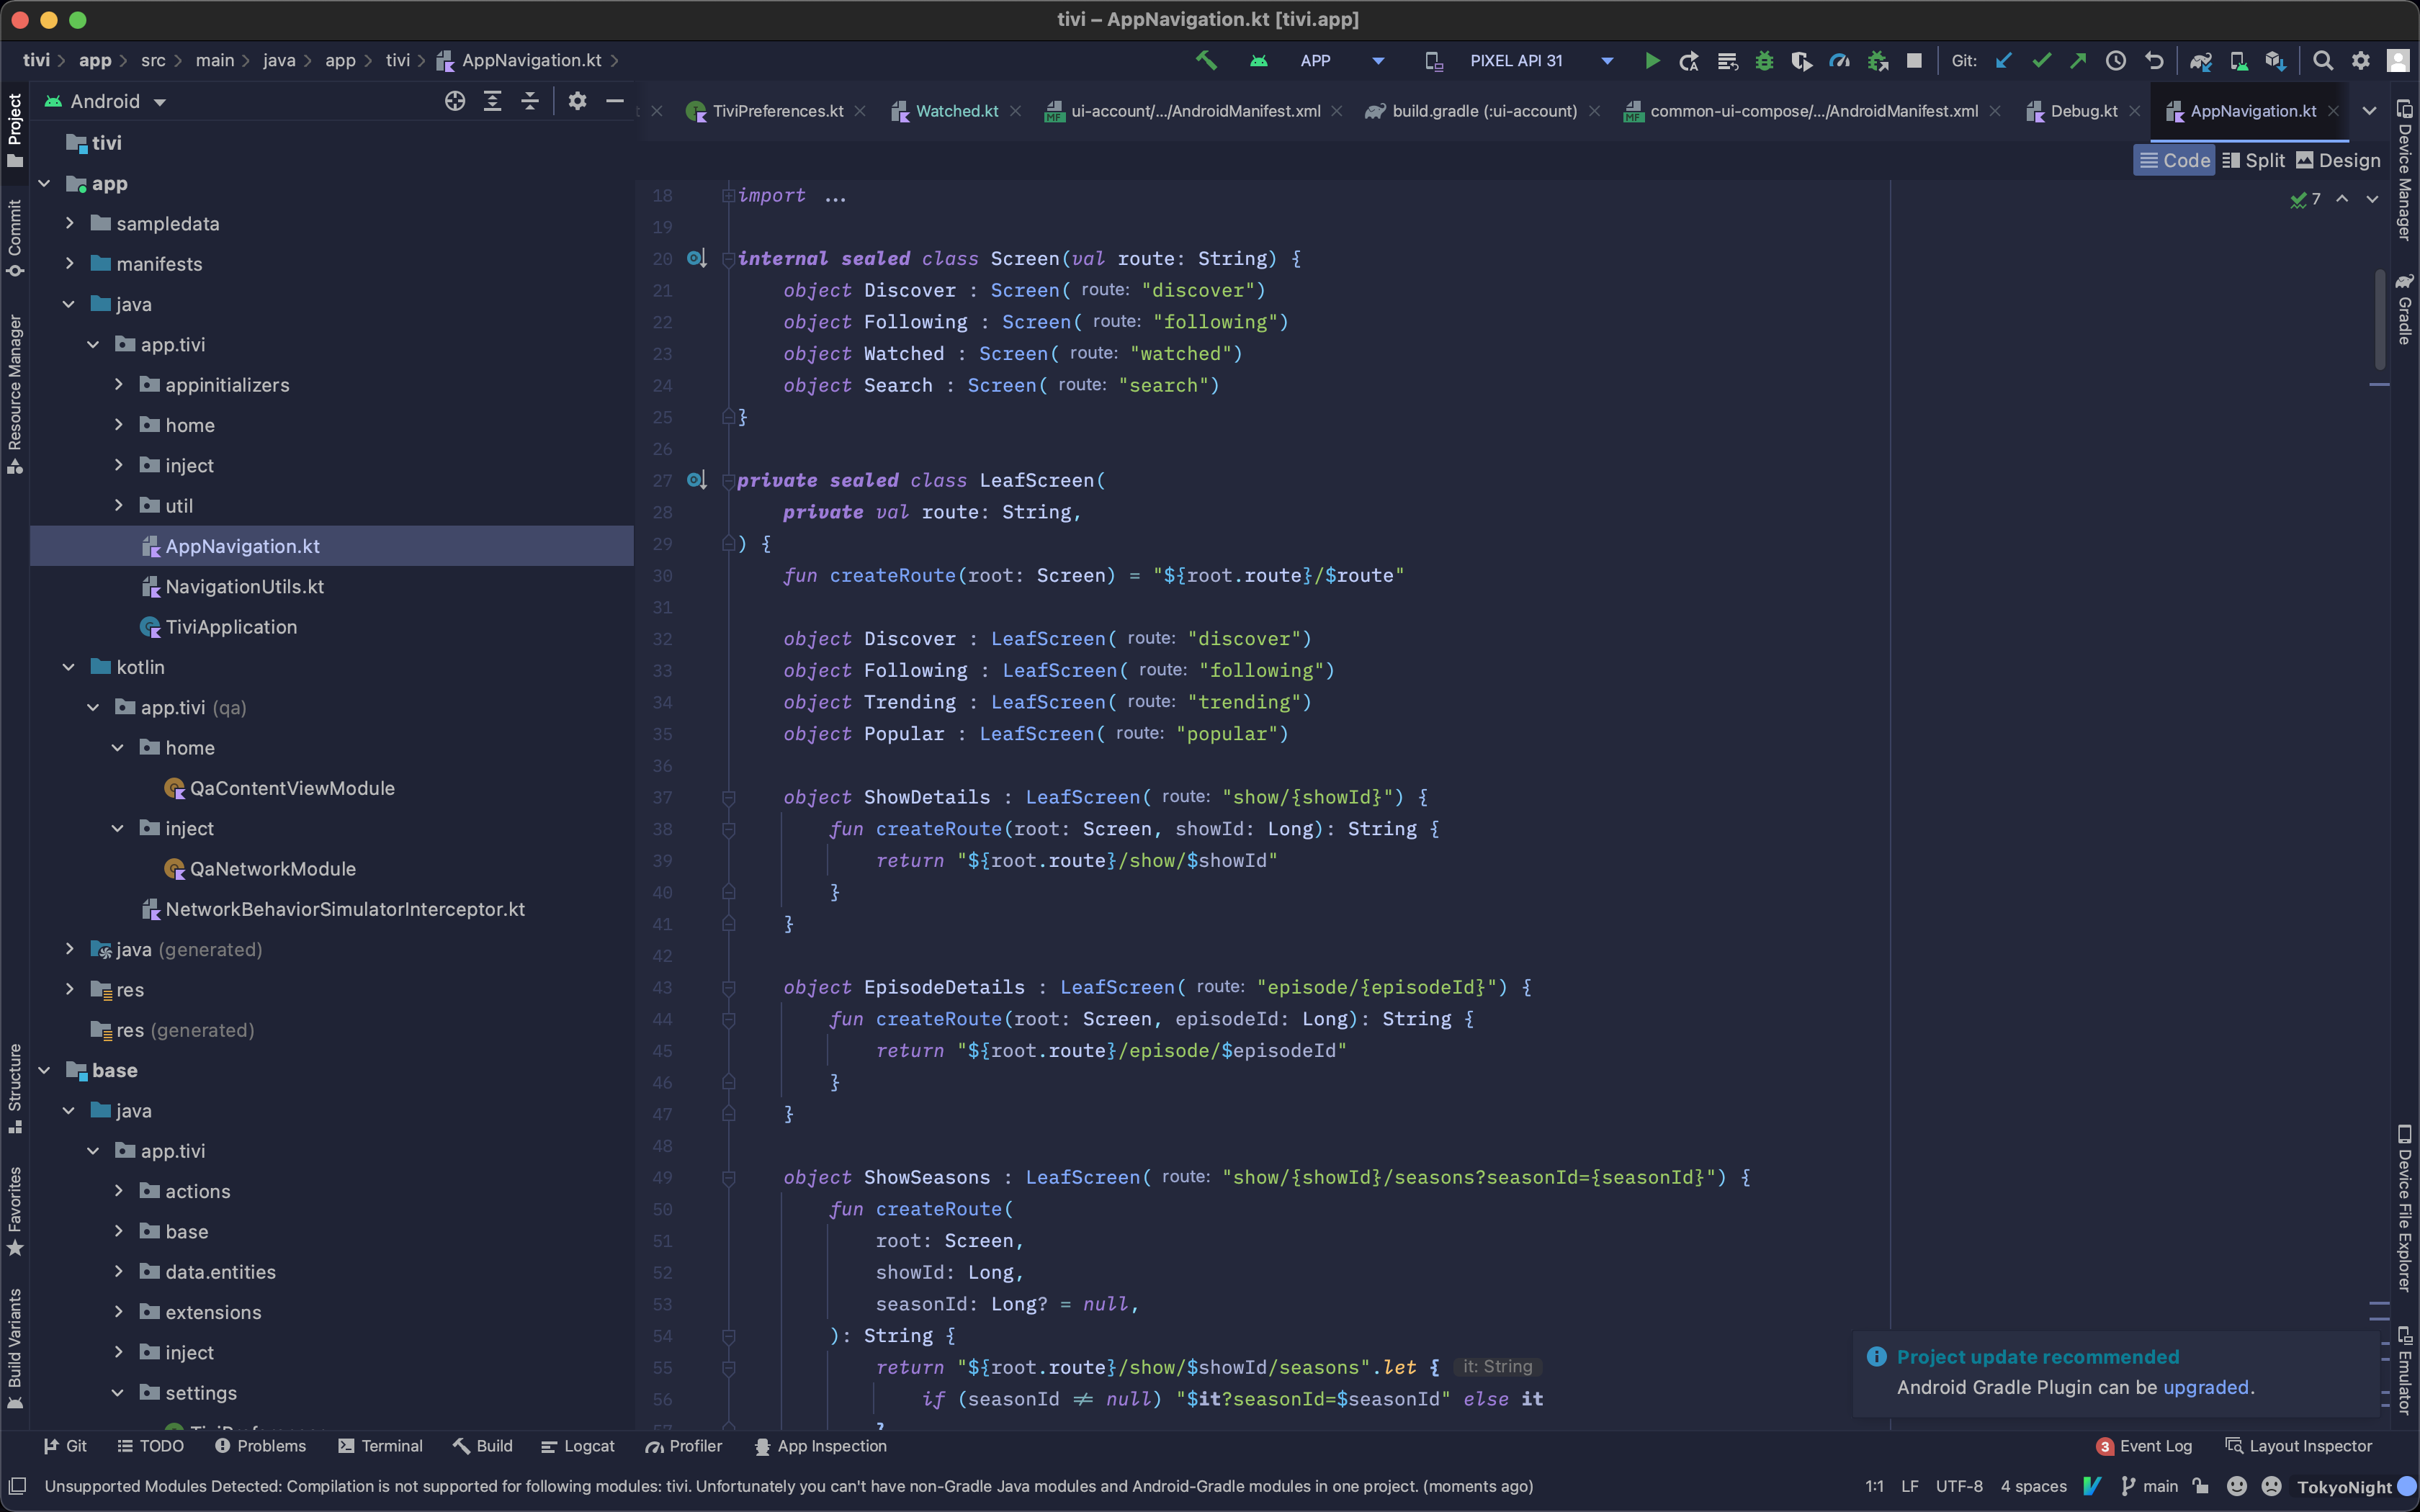 tivi – AppNavigation.kt [tivi.app]
tivi app src main java app tivi AppNavigation.kt
APP PIXEL API 31 Git:
Android
TiviPreferences.kt Watched.kt ui-account/.../AndroidManifest.xml build.gradle (:ui-account) common-ui-compose/.../AndroidManifest.xml Debug.kt AppNavigation.kt
Code Split Design
7
Project
Commit
Resource Manager
Structure
Favorites
Build Variants
tivi
app
sampledata
manifests
java
app.tivi
appinitializers
home
inject
util
AppNavigation.kt
NavigationUtils.kt
TiviApplication
kotlin
app.tivi (qa)
home
QaContentViewModule
inject
QaNetworkModule
NetworkBehaviorSimulatorInterceptor.kt
java (generated)
res
res (generated)
base
java
app.tivi
actions
base
data.entities
extensions
inject
settings
18 import ...
19
20 internal sealed class Screen(val route: String) {
21 object Discover : Screen( route: "discover")
22 object Following : Screen( route: "following")
23 object Watched : Screen( route: "watched")
24 object Search : Screen( route: "search")
25 }
26
27 private sealed class LeafScreen(
28 private val route: String,
29 ) {
30 fun createRoute(root: Screen) = "${root.route}/$route"
31
32 object Discover : LeafScreen( route: "discover")
33 object Following : LeafScreen( route: "following")
34 object Trending : LeafScreen( route: "trending")
35 object Popular : LeafScreen( route: "popular")
36
37 object ShowDetails : LeafScreen( route: "show/{showId}") {
38 fun createRoute(root: Screen, showId: Long): String {
39 return "${root.route}/show/$showId"
40 }
41 }
42
43 object EpisodeDetails : LeafScreen( route: "episode/{episodeId}") {
44 fun createRoute(root: Screen, episodeId: Long): String {
45 return "${root.route}/episode/$episodeId"
46 }
47 }
48
49 object ShowSeasons : LeafScreen( route: "show/{showId}/seasons?seasonId={seasonId}") {
50 fun createRoute(
51 root: Screen,
52 showId: Long,
53 seasonId: Long? = null,
54 ): String {
55 return "${root.route}/show/$showId/seasons".let { it: String
56 if (seasonId ≠ null) "$it?seasonId=$seasonId" else it
Device Manager
Gradle
Device File Explorer
Emulator
Project update recommended
Android Gradle Plugin can be upgraded.
Git TODO Problems Terminal Build Logcat Profiler App Inspection 3 Event Log Layout Inspector
Unsupported Modules Detected: Compilation is not supported for following modules: tivi. Unfortunately you can't have non-Gradle Java modules and Android-Gradle modules in one project. (moments ago) 1:1 LF UTF-8 4 spaces main TokyoNight